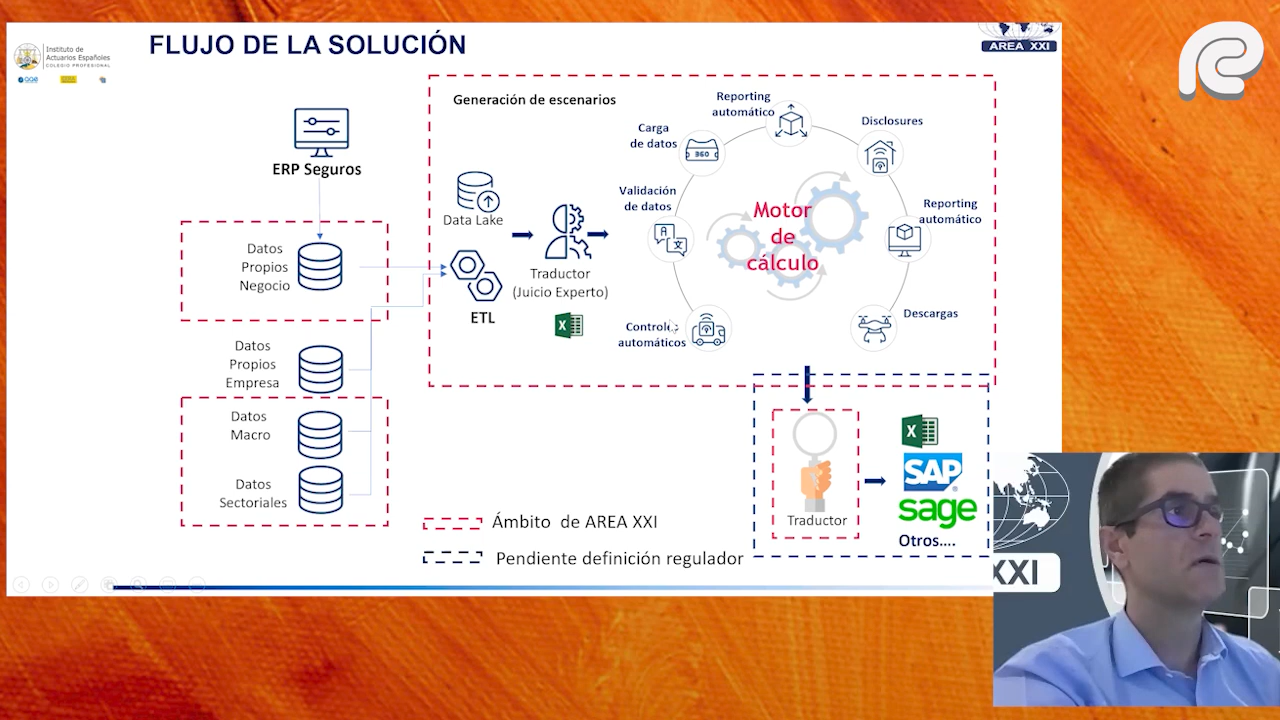 Instituto de
Actuarios Españoles
COLEGIO PROFESIONAL
FLUJO DE LA SOLUCIÓN
AREA XXI
ERP Seguros
Datos
Propios
Negocio
Datos
Propios
Empresa
Datos
Macro
Datos
Sectoriales
Generación de escenarios
Data Lake
ETL
Traductor
(Juicio Experto)
Controles
automáticos
Validación
de datos
Carga
de datos
360
Reporting
automático
Disclosures
Reporting
automático
Descargas
Motor
de
cálculo
Traductor
SAP
sage
Otros....
Ámbito de AREA XXI
Pendiente definición regulador
XXI